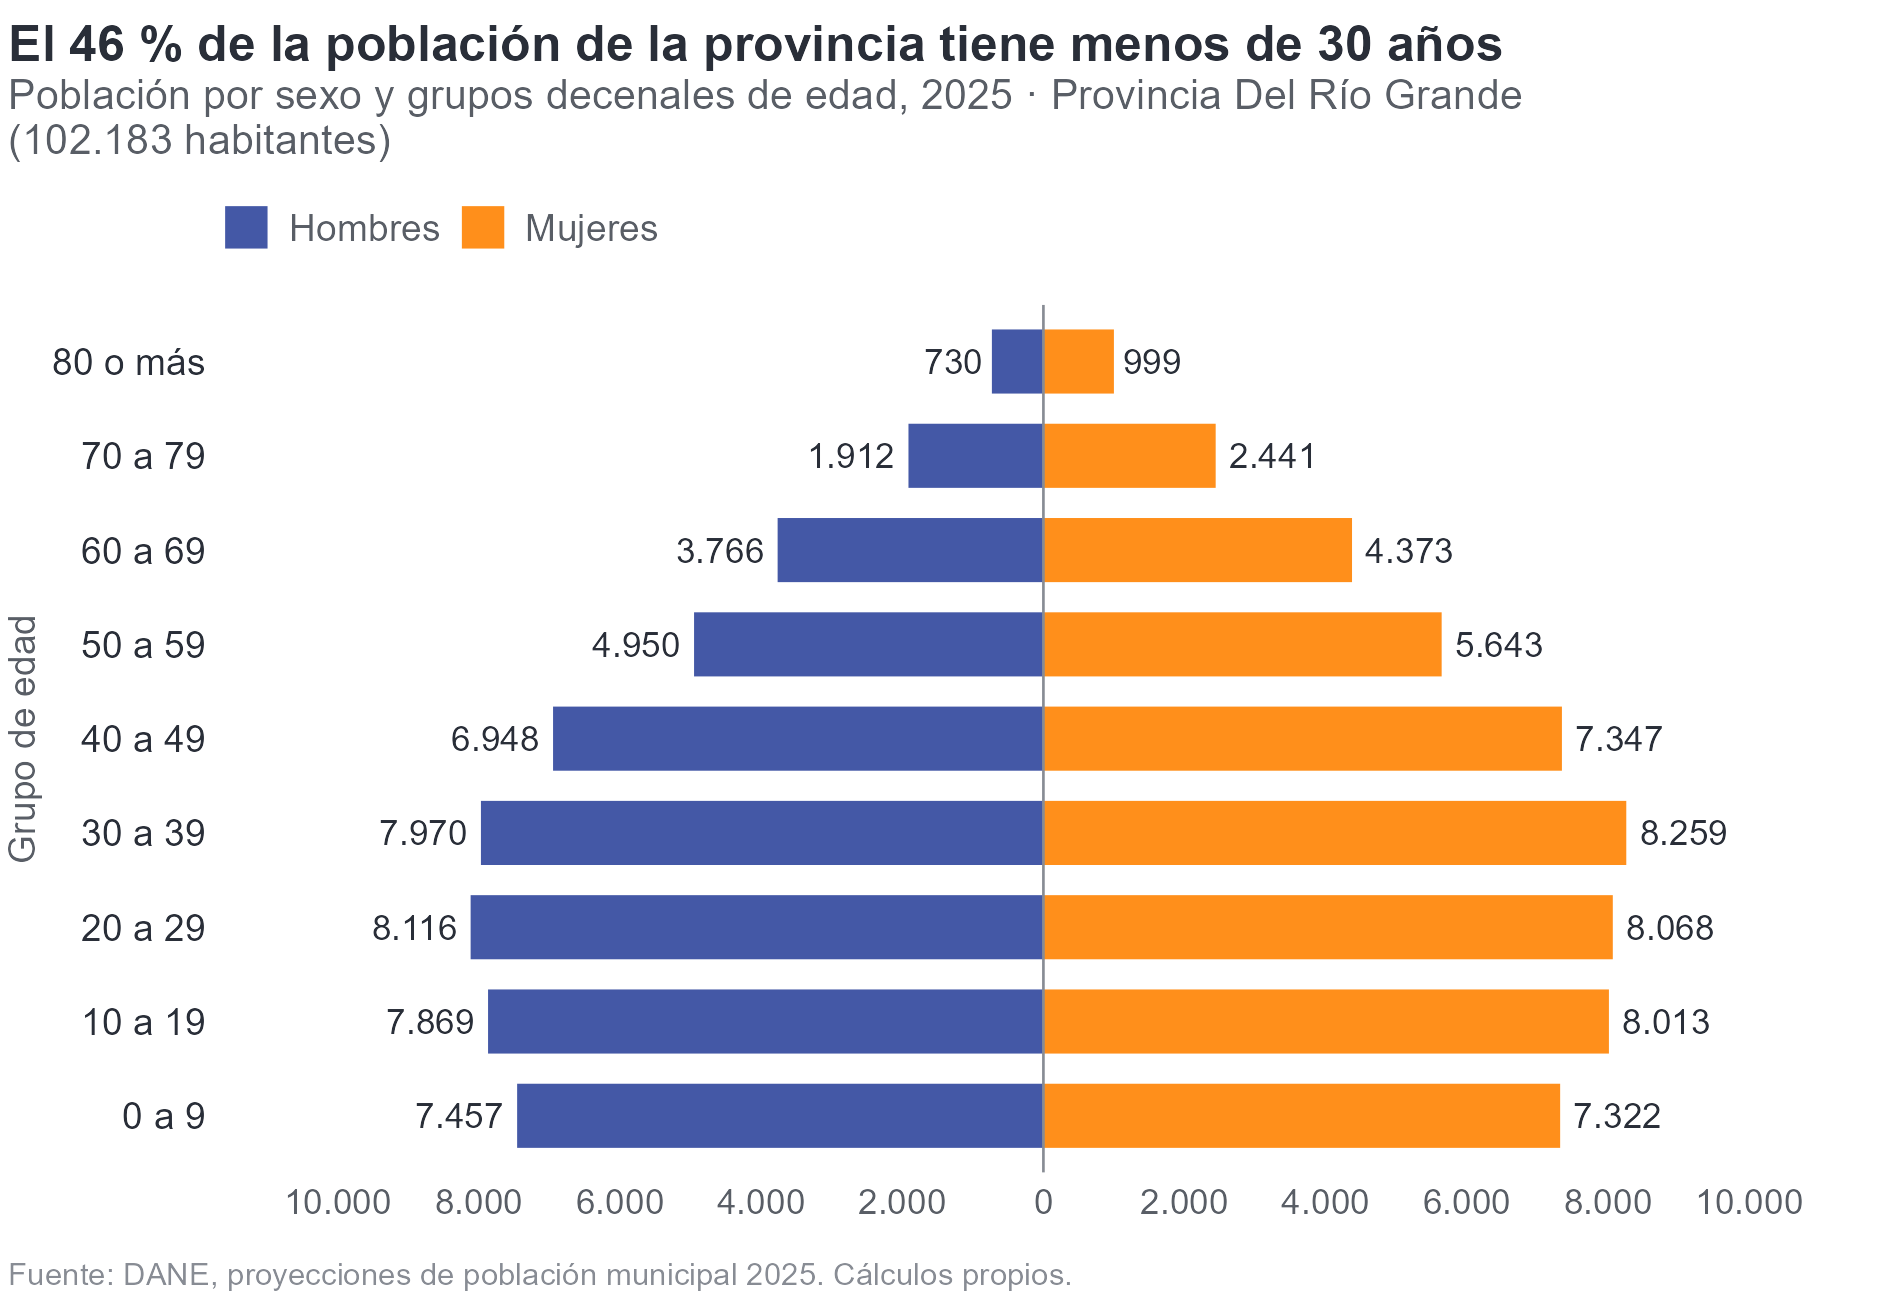 El 46 % de la población de la provincia tiene menos de 30 años
Población por sexo y grupos decenales de edad, 2025 · Provincia Del Río Grande
(102.183 habitantes)
Hombres Mujeres
Grupo de edad
80 o más 730 999
70 a 79 1.912 2.441
60 a 69 3.766 4.373
50 a 59 4.950 5.643
40 a 49 6.948 7.347
30 a 39 7.970 8.259
20 a 29 8.116 8.068
10 a 19 7.869 8.013
0 a 9 7.457 7.322
10.000 8.000 6.000 4.000 2.000 0 2.000 4.000 6.000 8.000 10.000
Fuente: DANE, proyecciones de población municipal 2025. Cálculos propios.